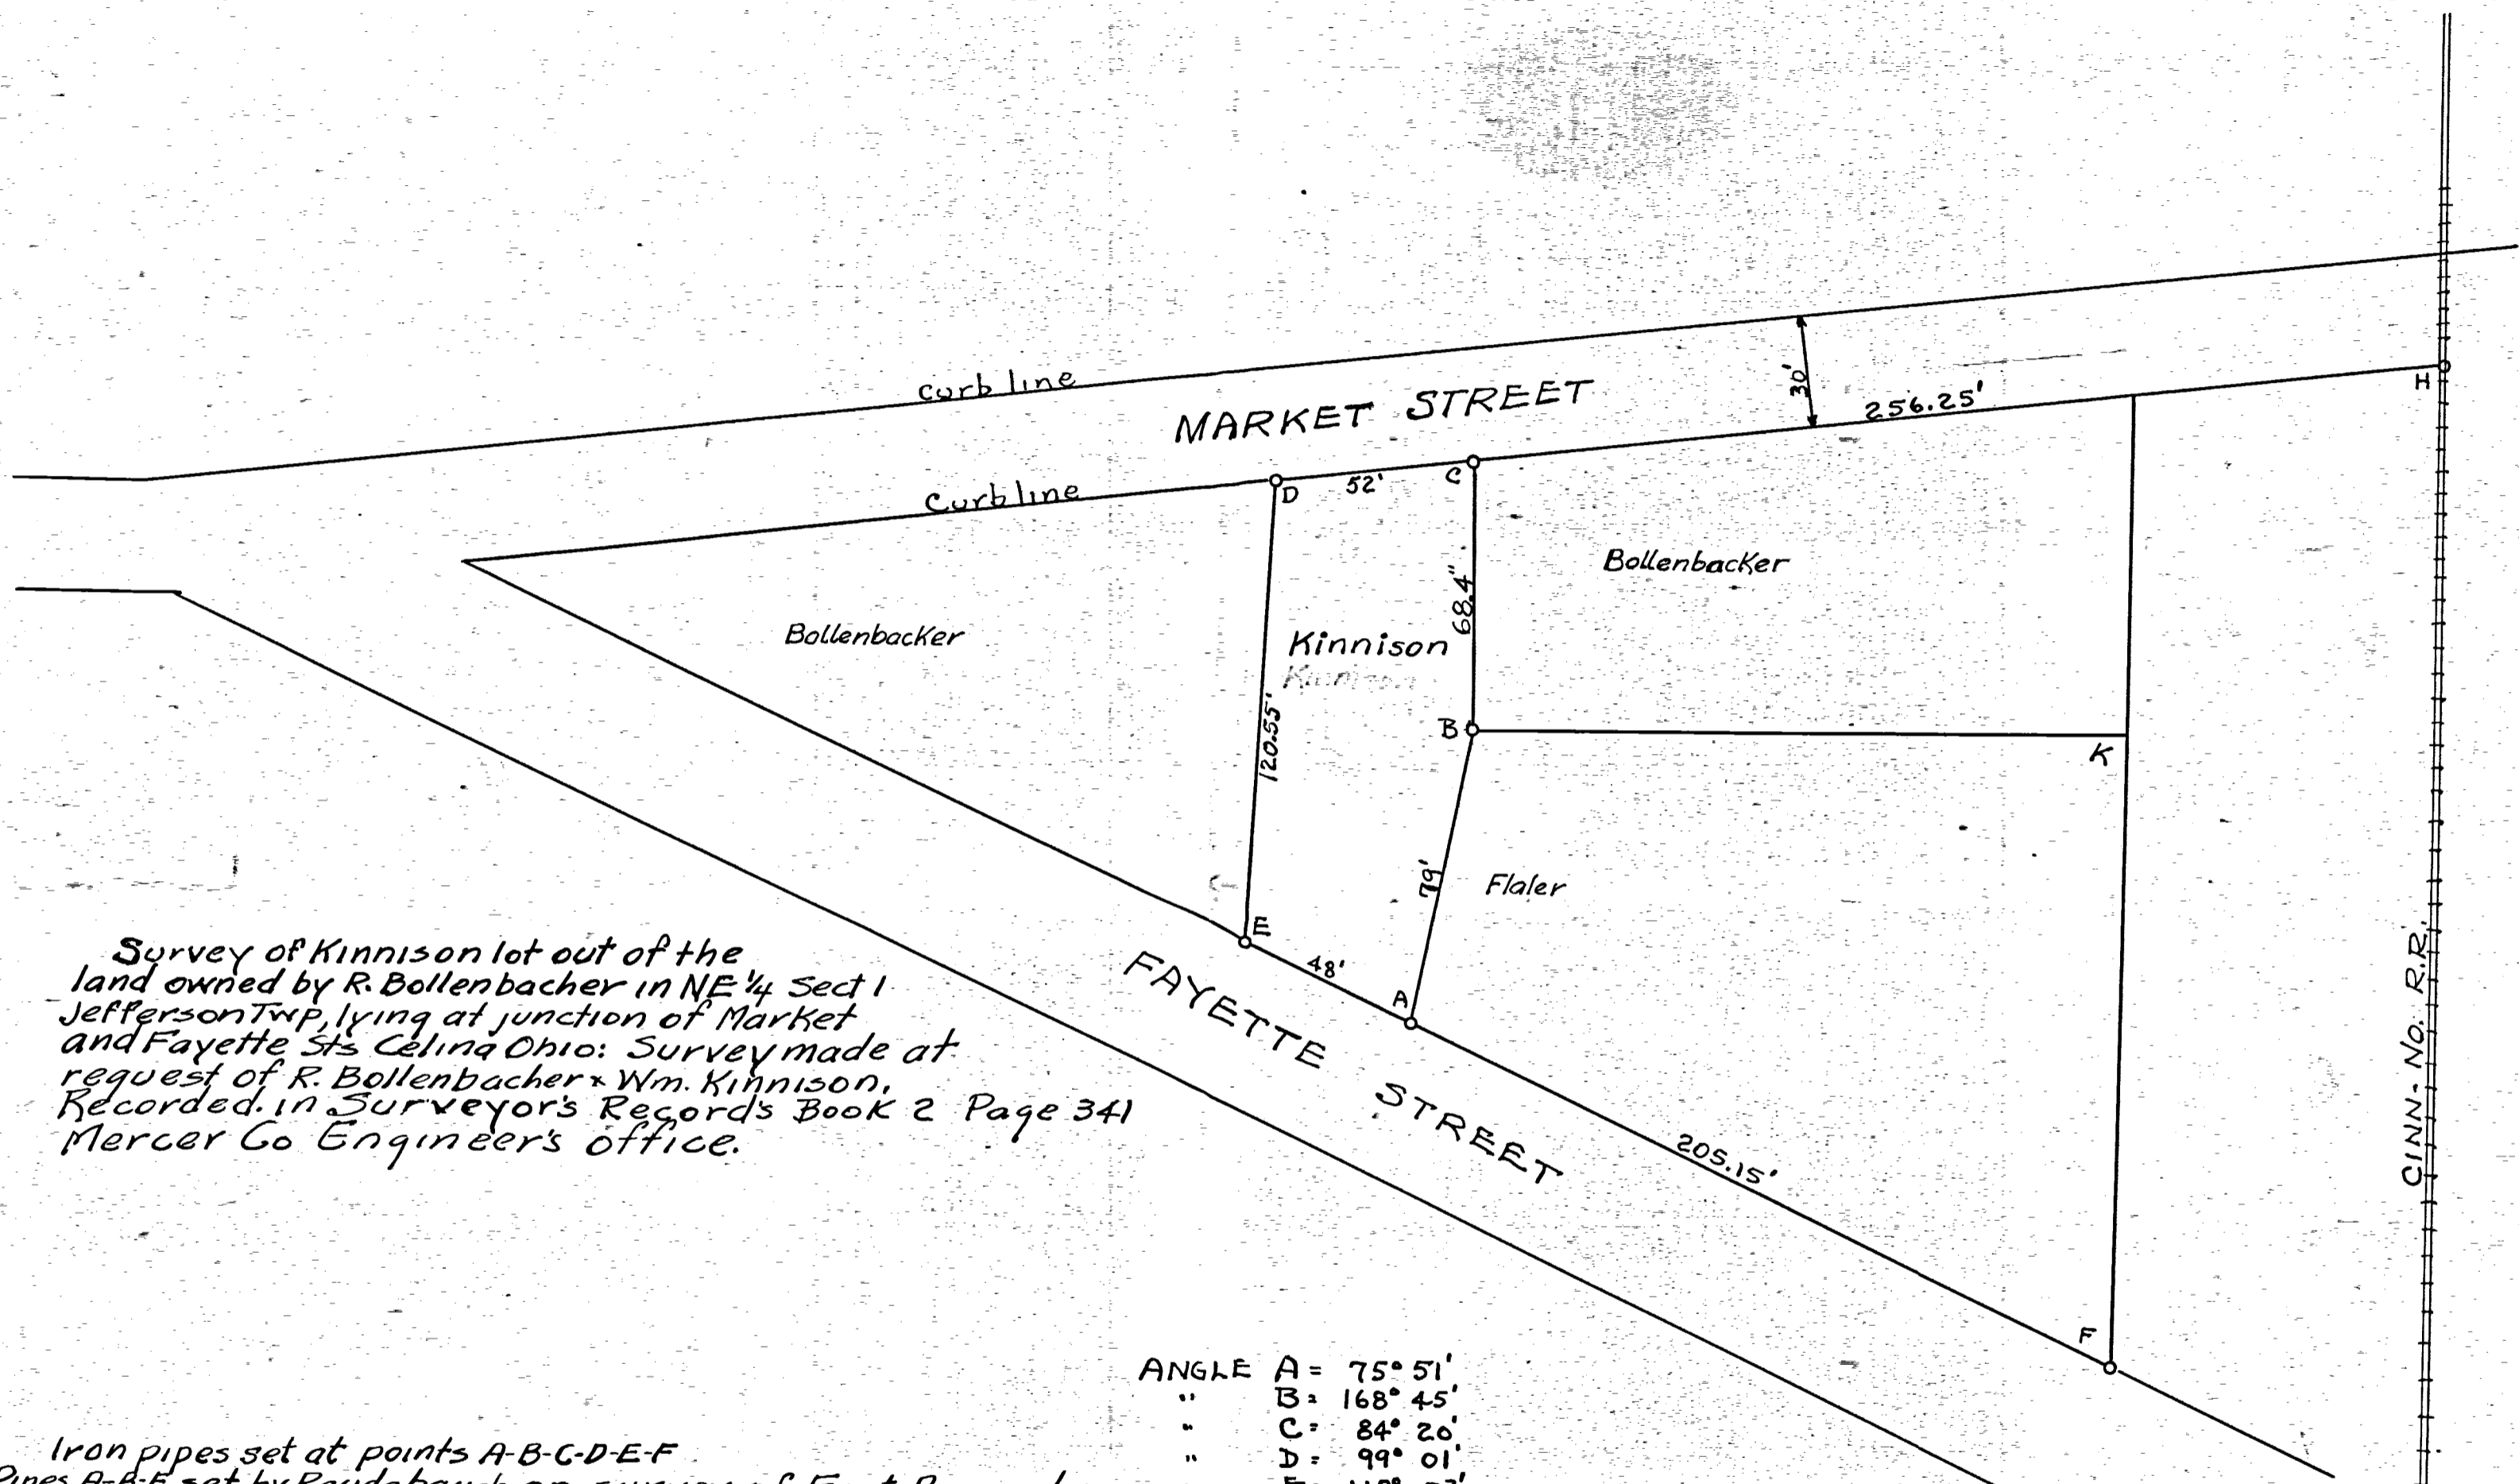 curb line
MARKET STREET
30'
256.25'
H
Curb line
D
52'
C
Bollenbacker
68.4"
Bollenbacker
Kinnison
120.55'
B
K
79'
Flaler
E
48'
A
FAYETTE STREET
205.15'
F
CINN-NO. R.R.
Survey of Kinnison lot out of the
land owned by R. Bollenbacher in NE ¼ Sect 1
Jefferson Twp, lying at junction of Market
and Fayette Sts Celina Ohio: Survey made at
request of R. Bollenbacher & Wm. Kinnison.
Recorded in Surveyor's Records Book 2 Page 341
Mercer Co Engineer's office.
ANGLE A = 75° 51'
" B = 168° 45'
" C = 84° 20'
" D = 99° 01'
Iron pipes set at points A-B-C-D-E-F